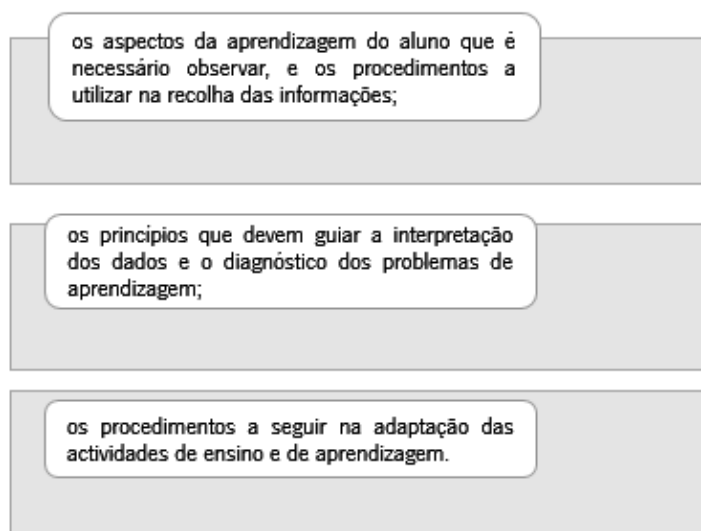 os aspectos da aprendizagem do aluno que é
necessário observar, e os procedimentos a
utilizar na recolha das informações;
os princípios que devem guiar a interpretação
dos dados e o diagnóstico dos problemas de
aprendizagem;
os procedimentos a seguir na adaptação das
actividades de ensino e de aprendizagem.